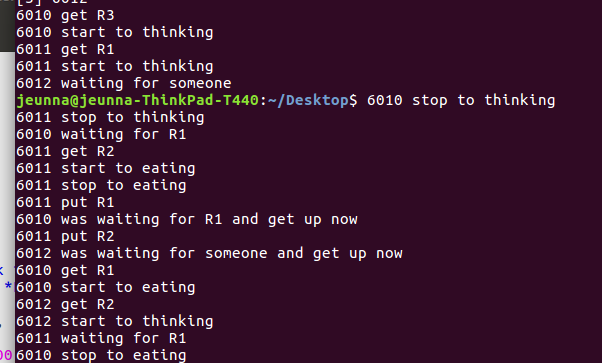 [3] 6012
6010 get R3
6010 start to thinking
6011 get R1
6011 start to thinking
6012 waiting for someone
jeunna@jeunna-ThinkPad-T440:~/Desktop$ 6010 stop to thinking
6011 stop to thinking
6010 waiting for R1
6011 get R2
6011 start to eating
6011 stop to eating
6011 put R1
6010 was waiting for R1 and get up now
6011 put R2
6012 was waiting for someone and get up now
6010 get R1
6010 start to eating
6012 get R2
6012 start to thinking
6011 waiting for R1
6010 stop to eating
k
*
00